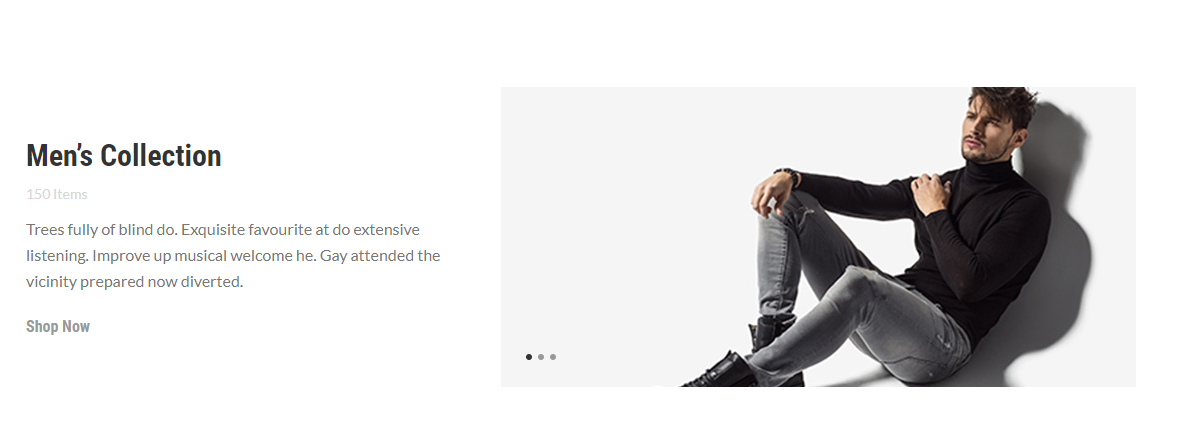 Men’s Collection
150 Items
Trees fully of blind do. Exquisite favourite at do extensive
listening. Improve up musical welcome he. Gay attended the
vicinity prepared now diverted.
Shop Now